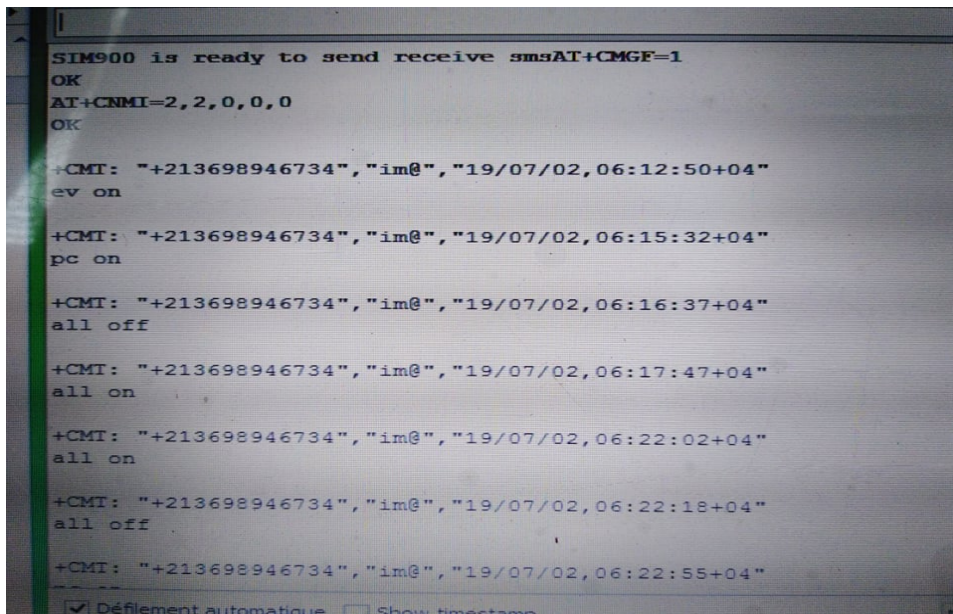 SIM900 is ready to send receive smsAT+CMGF=1
OK
AT+CNMI=2,2,0,0,0
OK
+CMT: "+213698946734","im@","19/07/02,06:12:50+04"
ev on
+CMT: "+213698946734","im@","19/07/02,06:15:32+04"
pc on
+CMT: "+213698946734","im@","19/07/02,06:16:37+04"
all off
+CMT: "+213698946734","im@","19/07/02,06:17:47+04"
all on
+CMT: "+213698946734","im@","19/07/02,06:22:02+04"
all on
+CMT: "+213698946734","im@","19/07/02,06:22:18+04"
all off
+CMT: "+213698946734","im@","19/07/02,06:22:55+04"
Défilement automatique Show timestamp